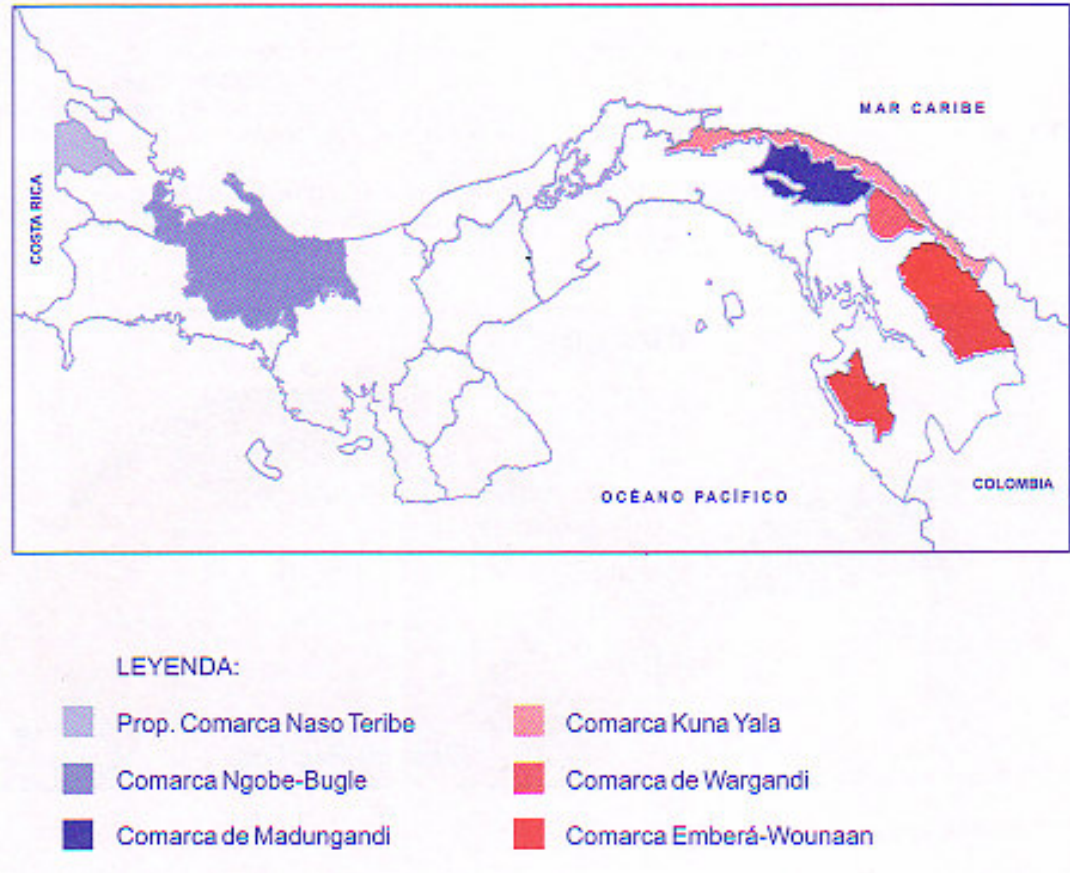 MAR CARIBE
COSTA RICA
OCÉANO PACÍFICO
COLOMBIA
LEYENDA:
Prop. Comarca Naso Teribe
Comarca Ngobe-Bugle
Comarca de Madungandi
Comarca Kuna Yala
Comarca de Wargandi
Comarca Emberá-Wounaan